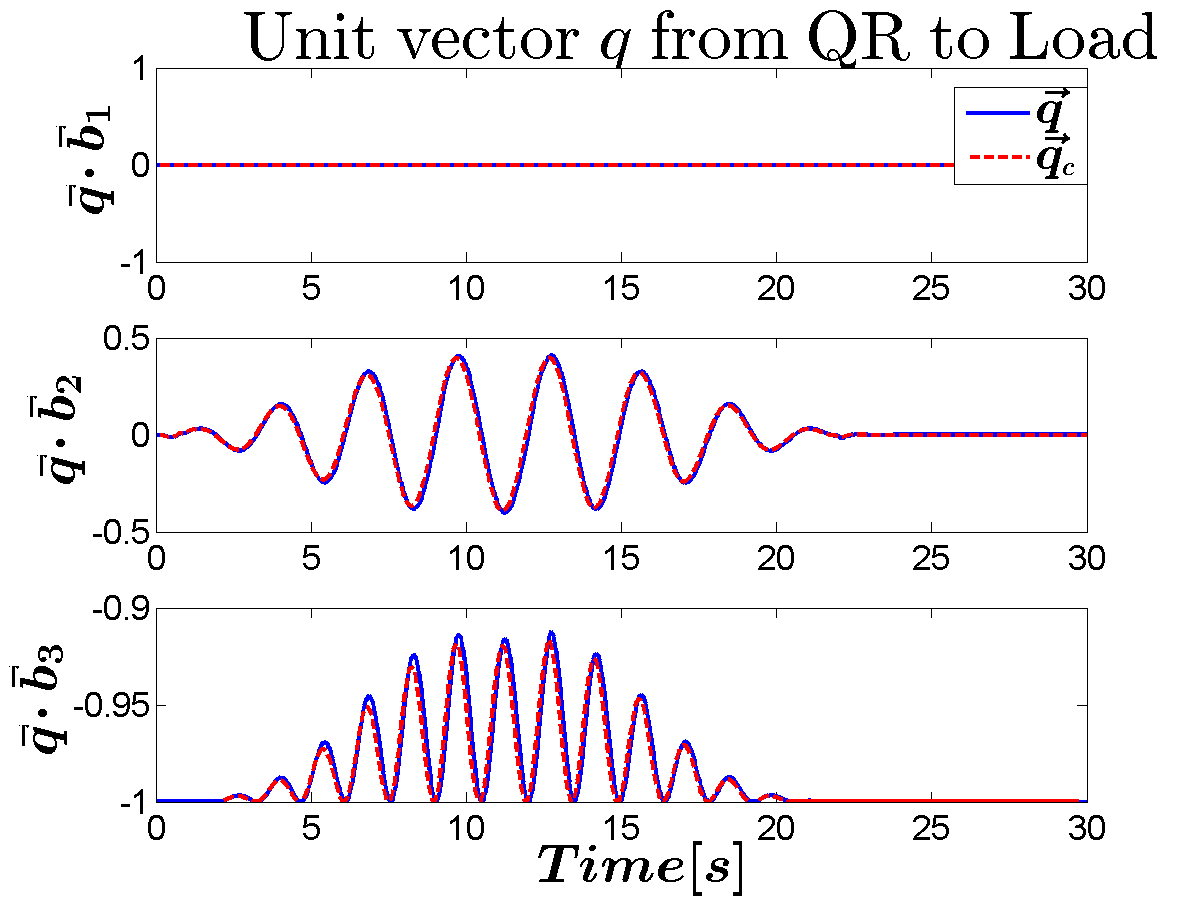 Unit vector q from QR to Load
q⃗ · b⃗₁
1
0
-1
q⃗
q⃗c
0 5 10 15 20 25 30
q⃗ · b⃗₂
0.5
0
-0.5
0 5 10 15 20 25 30
q⃗ · b⃗₃
-0.9
-0.95
-1
0 5 10 15 20 25 30
Time[s]